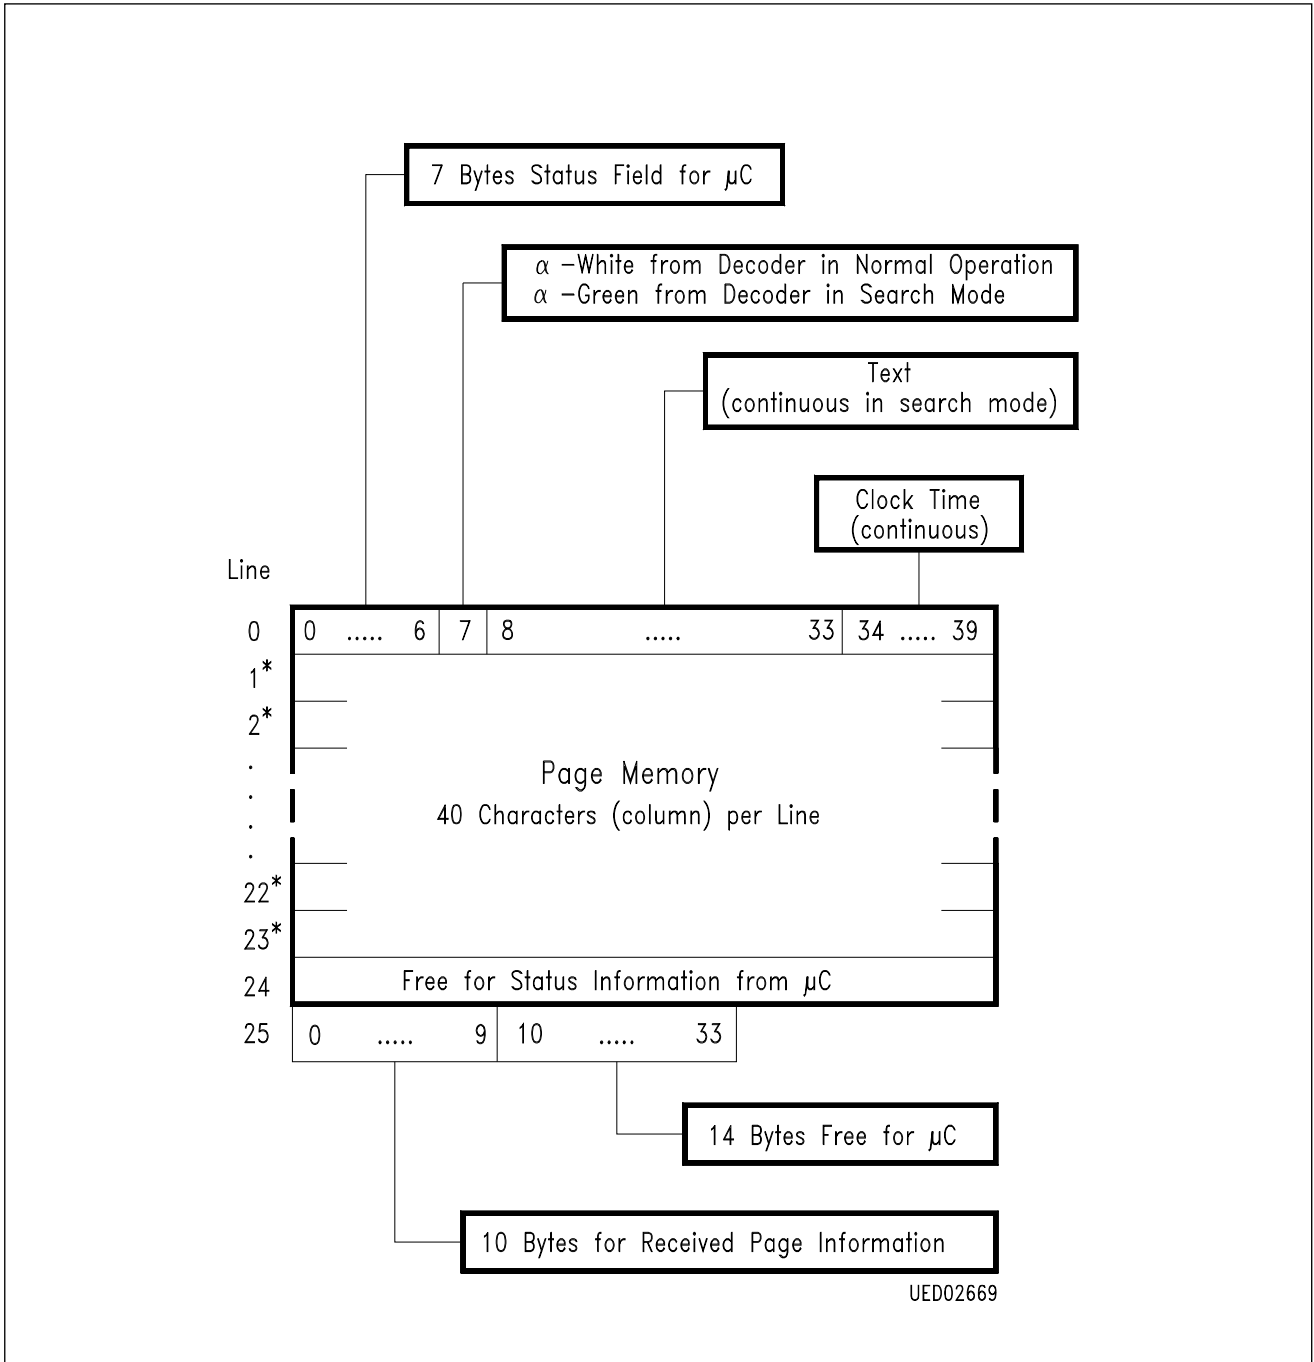 7 Bytes Status Field for µC
α -White from Decoder in Normal Operation
α -Green from Decoder in Search Mode
Text
(continuous in search mode)
Clock Time
(continuous)
Line
0 0 ..... 6 7 8 ..... 33 34 ..... 39
1*
2*
.
.
.
.
Page Memory
40 Characters (column) per Line
22*
23*
24 Free for Status Information from µC
25 0 ..... 9 10 ..... 33
14 Bytes Free for µC
10 Bytes for Received Page Information
UED02669